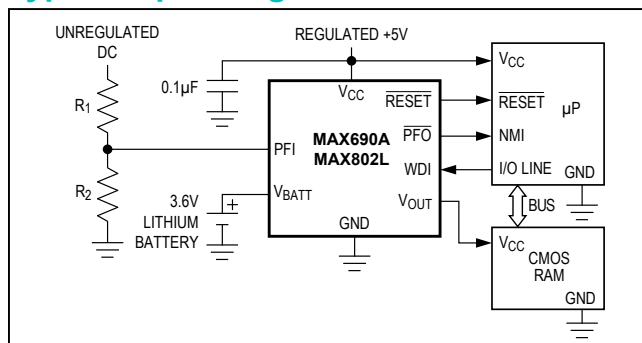 UNREGULATED
DC
REGULATED +5V
R1
R2
0.1µF
VCC
RESET
PFO
MAX690A
MAX802L
PFI
WDI
VBATT
VOUT
GND
3.6V
LITHIUM
BATTERY
+
VCC
RESET
µP
NMI
I/O LINE
GND
BUS
VCC
CMOS
RAM
GND